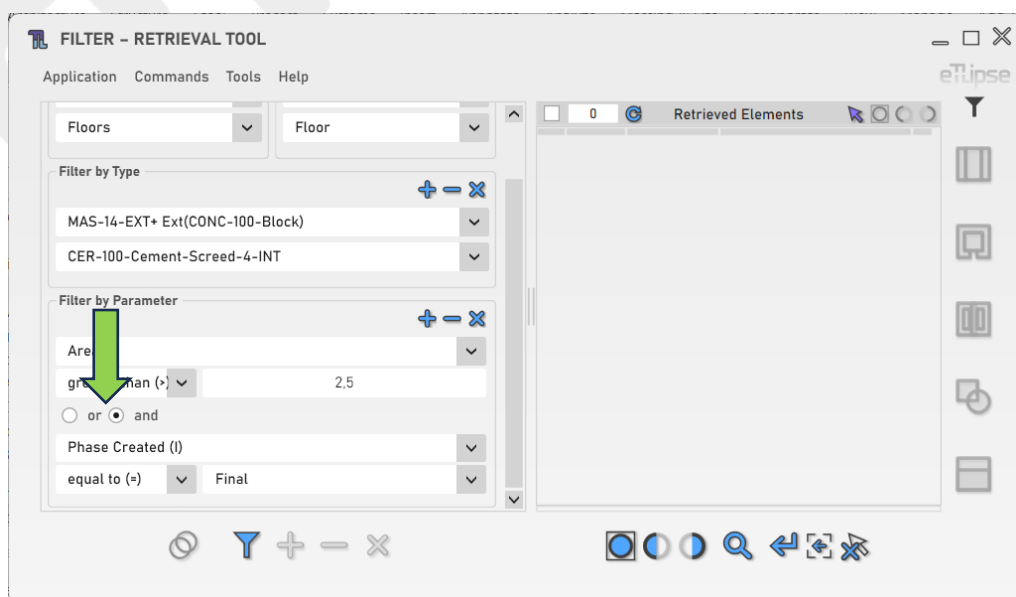 FILTER – RETRIEVAL TOOL
Application Commands Tools Help
eTLipse
Floors Floor
Filter by Type
MAS-14-EXT+ Ext(CONC-100-Block)
CER-100-Cement-Screed-4-INT
Filter by Parameter
(>) 2,5
or and
Phase Created (I)
equal to (=) Final
0 Retrieved Elements